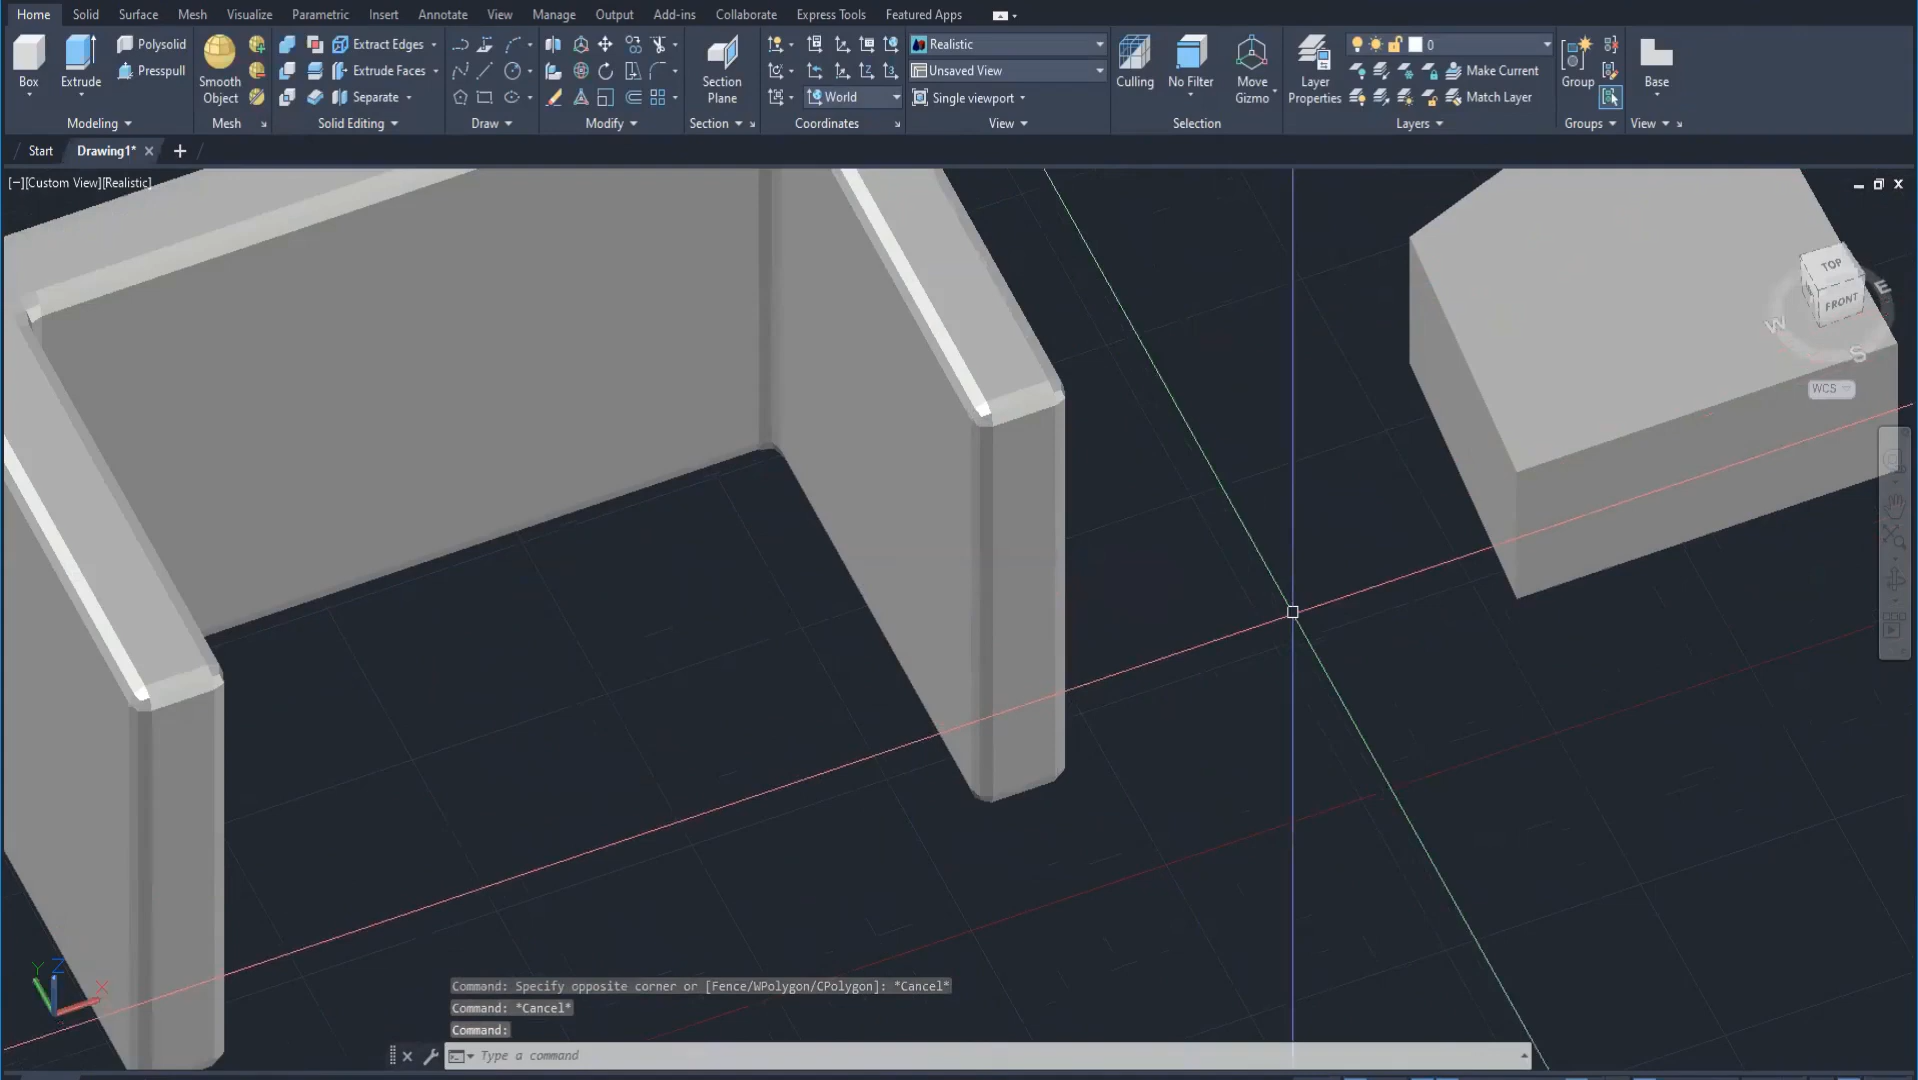 Home Solid Surface Mesh Visualize Parametric Insert Annotate View Manage Output Add-ins Collaborate Express Tools Featured Apps
Polysolid Extract Edges Realistic 0
Presspull Extrude Faces Unsaved View Make Current
Box Extrude Smooth Object Separate Section Plane World Single viewport Culling No Filter Move Gizmo Layer Properties Match Layer Group Base
Modeling Mesh Solid Editing Draw Modify Section Coordinates View Selection Layers Groups View
Start Drawing1*
[−][Custom View][Realistic]
TOP
E
FRONT
W
S
WCS
Y Z
X
Command: Specify opposite corner or [Fence/WPolygon/CPolygon]: *Cancel*
Command: *Cancel*
Command:
Type a command